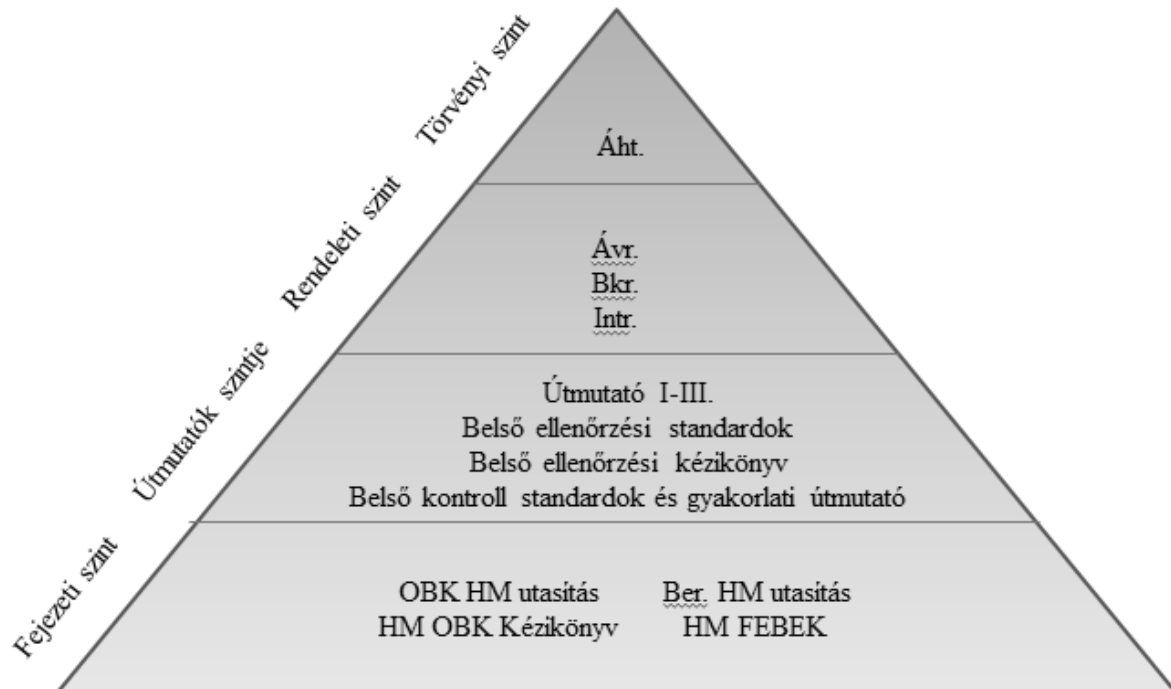 Törvényi szint
Áht.
Rendeleti szint
Ávr.
Bkr.
Intr.
Útmutatók szintje
Útmutató I-III.
Belső ellenőrzési standardok
Belső ellenőrzési kézikönyv
Belső kontroll standardok és gyakorlati útmutató
Fejezeti szint
OBK HM utasítás Ber. HM utasítás
HM OBK Kézikönyv HM FEBEK